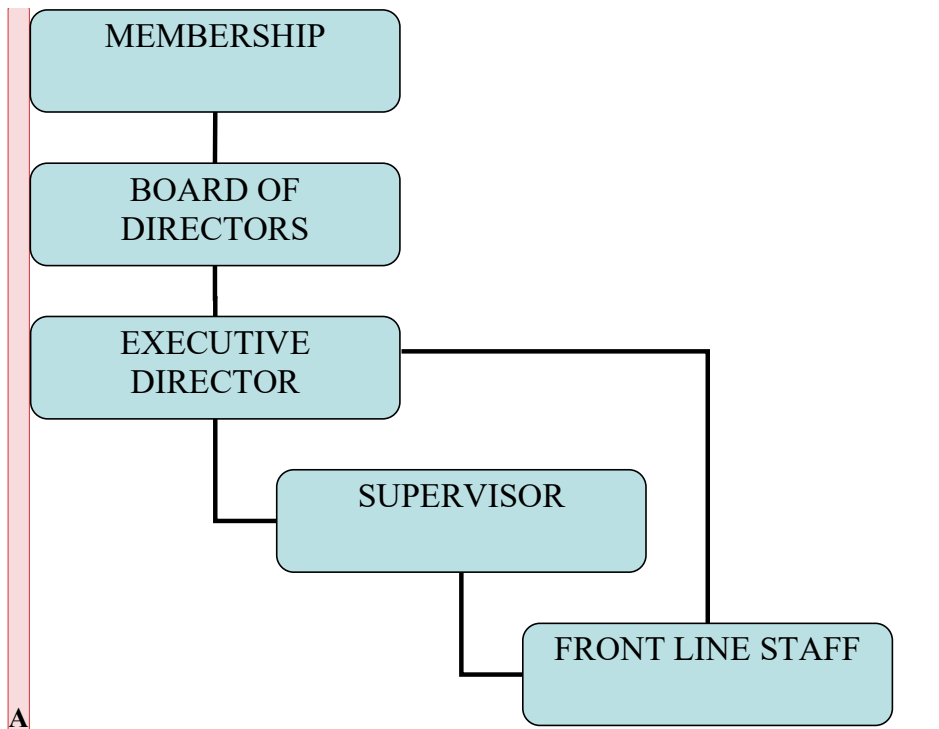 MEMBERSHIP
BOARD OF
DIRECTORS
EXECUTIVE
DIRECTOR
SUPERVISOR
FRONT LINE STAFF
A